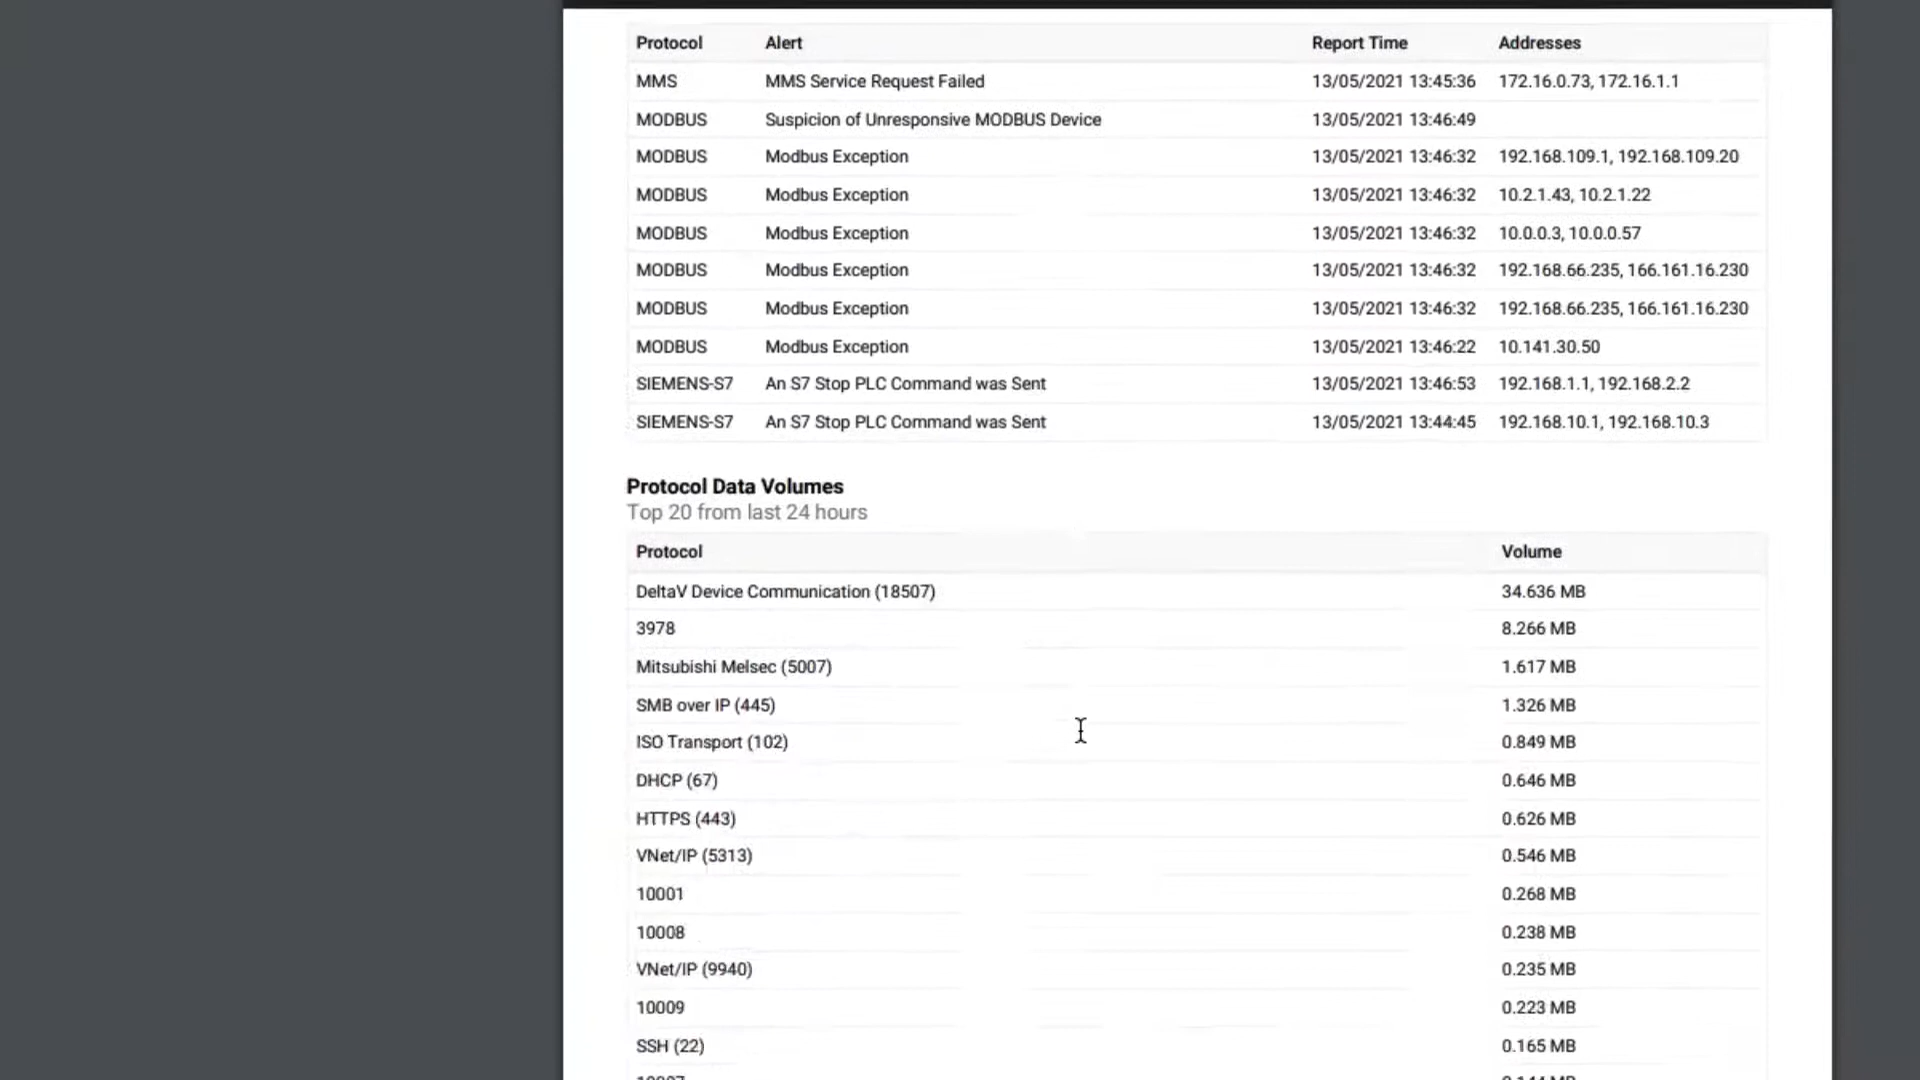 Protocol Alert Report Time Addresses
MMS MMS Service Request Failed 13/05/2021 13:45:36 172.16.0.73, 172.16.1.1
MODBUS Suspicion of Unresponsive MODBUS Device 13/05/2021 13:46:49
MODBUS Modbus Exception 13/05/2021 13:46:32 192.168.109.1, 192.168.109.20
MODBUS Modbus Exception 13/05/2021 13:46:32 10.2.1.43, 10.2.1.22
MODBUS Modbus Exception 13/05/2021 13:46:32 10.0.0.3, 10.0.0.57
MODBUS Modbus Exception 13/05/2021 13:46:32 192.168.66.235, 166.161.16.230
MODBUS Modbus Exception 13/05/2021 13:46:32 192.168.66.235, 166.161.16.230
MODBUS Modbus Exception 13/05/2021 13:46:22 10.141.30.50
SIEMENS-S7 An S7 Stop PLC Command was Sent 13/05/2021 13:46:53 192.168.1.1, 192.168.2.2
SIEMENS-S7 An S7 Stop PLC Command was Sent 13/05/2021 13:44:45 192.168.10.1, 192.168.10.3
Protocol Data Volumes
Top 20 from last 24 hours
Protocol Volume
DeltaV Device Communication (18507) 34.636 MB
3978 8.266 MB
Mitsubishi Melsec (5007) 1.617 MB
SMB over IP (445) 1.326 MB
ISO Transport (102) 0.849 MB
DHCP (67) 0.646 MB
HTTPS (443) 0.626 MB
VNet/IP (5313) 0.546 MB
10001 0.268 MB
10008 0.238 MB
VNet/IP (9940) 0.235 MB
10009 0.223 MB
SSH (22) 0.165 MB